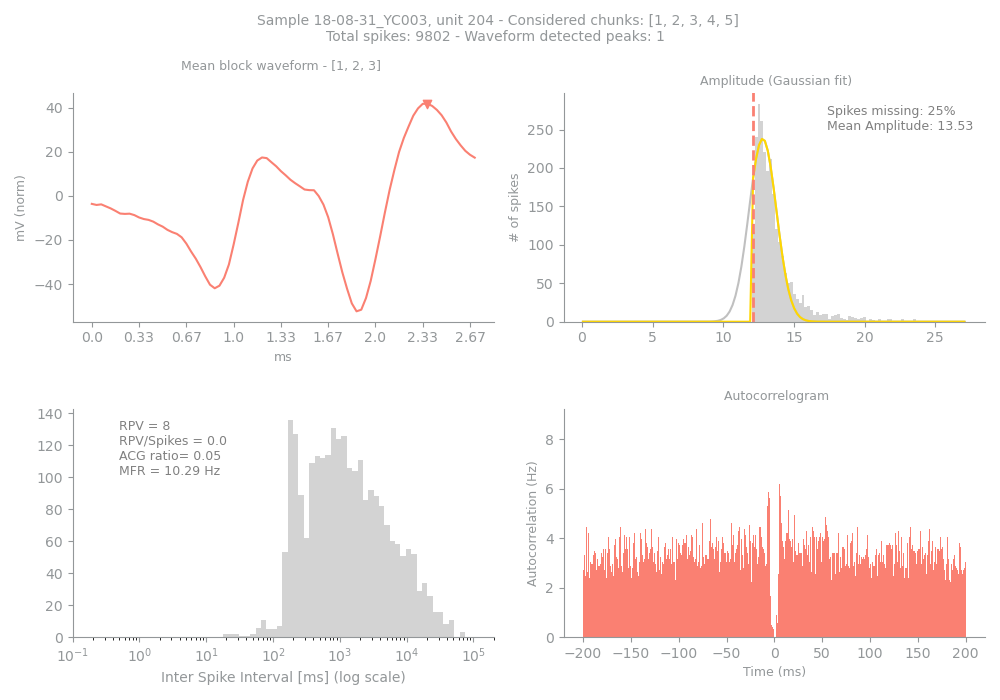 Sample 18-08-31_YC003, unit 204 - Considered chunks: [1, 2, 3, 4, 5]
Total spikes: 9802 - Waveform detected peaks: 1
Mean block waveform - [1, 2, 3]
mV (norm)
40
20
0
−20
−40
0.0 0.33 0.67 1.0 1.33 1.67 2.0 2.33 2.67
ms
Amplitude (Gaussian fit)
Spikes missing: 25%
Mean Amplitude: 13.53
# of spikes
250
200
150
100
50
0
0 5 10 15 20 25
RPV = 8
RPV/Spikes = 0.0
ACG ratio= 0.05
MFR = 10.29 Hz
140
120
100
80
60
40
20
0
10⁻¹ 10⁰ 10¹ 10² 10³ 10⁴ 10⁵
Inter Spike Interval [ms] (log scale)
Autocorrelogram
Autocorrelation (Hz)
8
6
4
2
0
−200 −150 −100 −50 0 50 100 150 200
Time (ms)